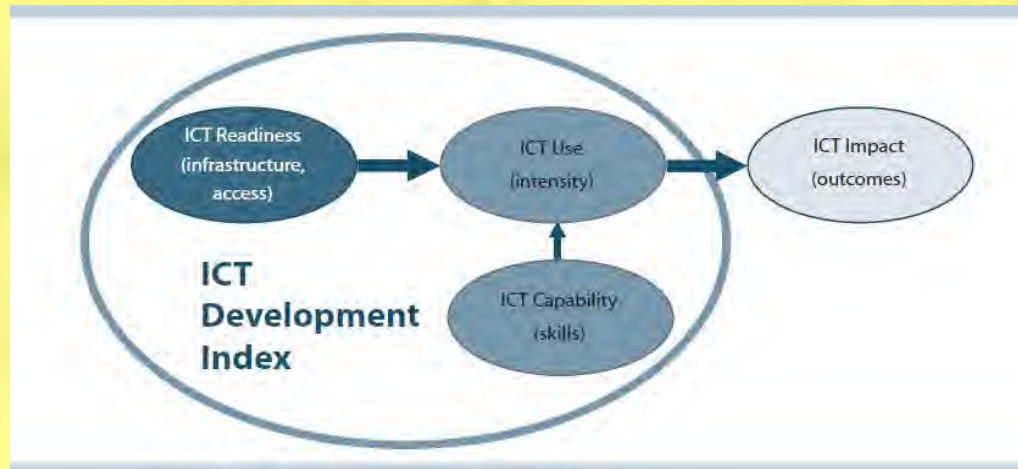 ICT Readiness
(infrastructure,
access)
ICT Use
(intensity)
ICT Impact
(outcomes)
ICT
Development
Index
ICT Capability
(skills)